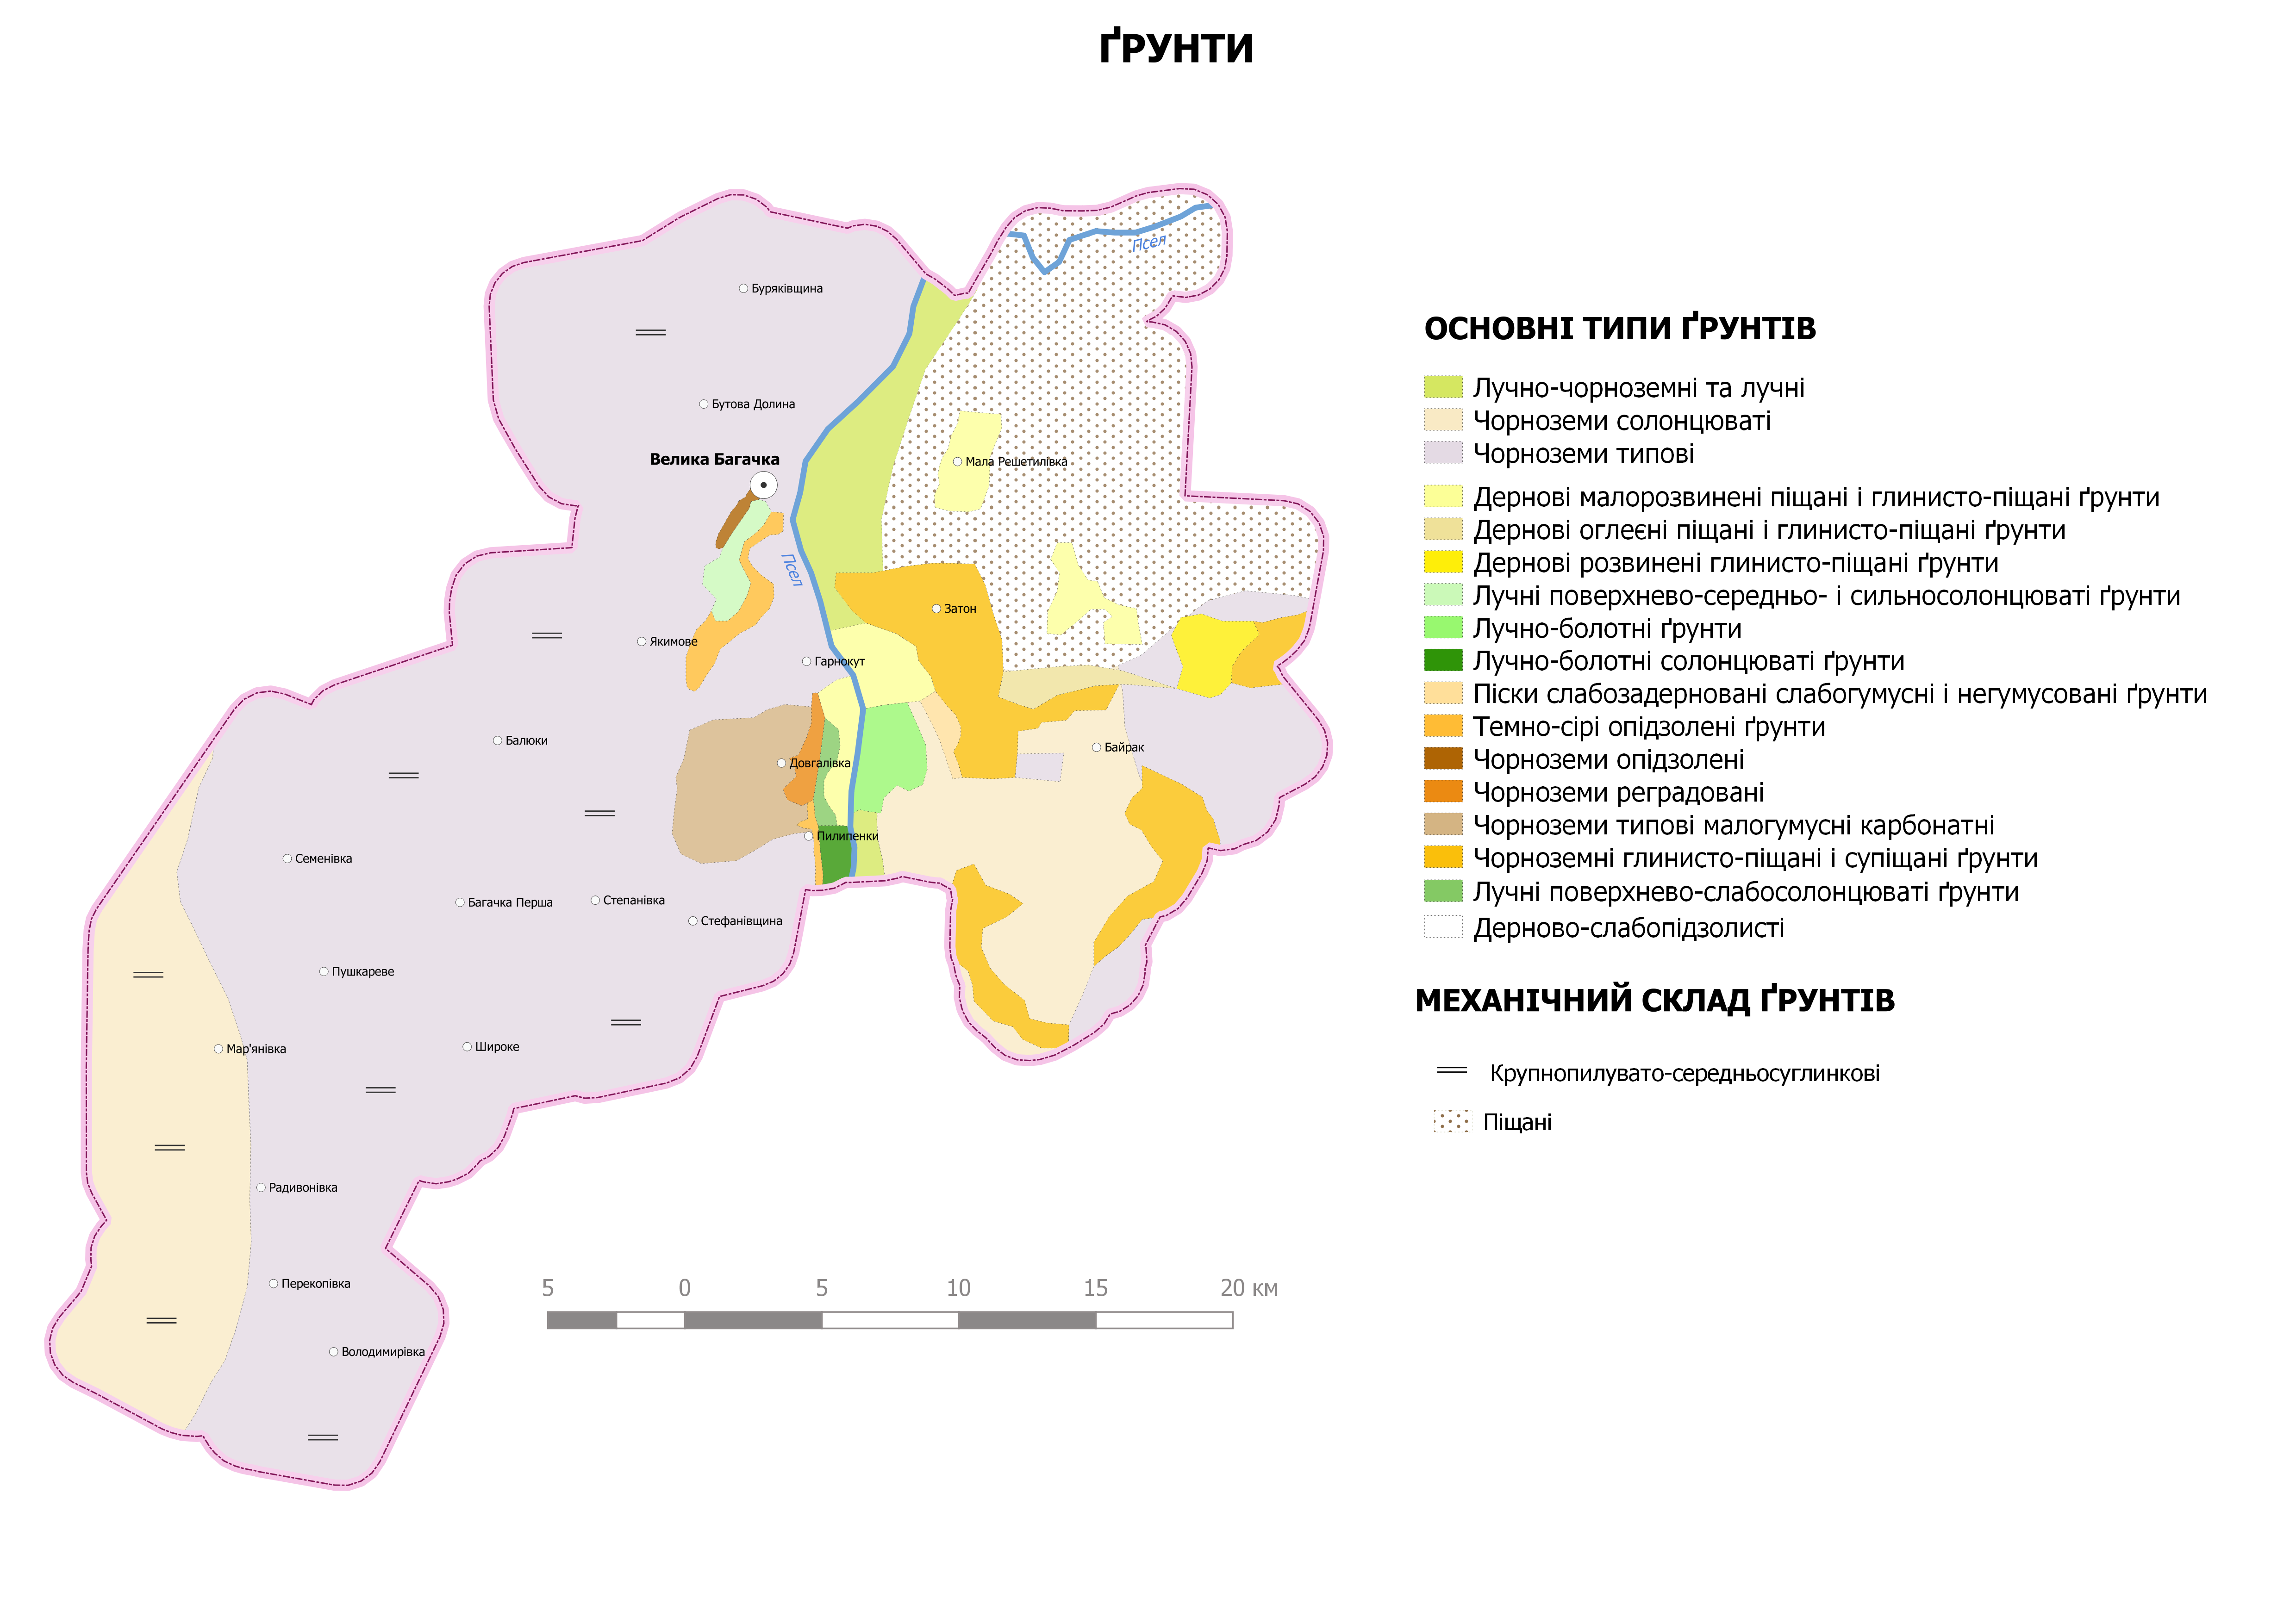 ҐРУНТИ
Псел
Буряківщина
Бутова Долина
Велика Багачка
Мала Решетилівка
Псел
Затон
Якимове
Гарнокут
Балюки
Байрак
Довгалівка
Пилипенки
Семенівка
Багачка Перша
Степанівка
Стефанівщина
Пушкареве
Мар'янівка
Широке
Радивонівка
Перекопівка
Володимирівка
5 0 5 10 15 20 км
ОСНОВНІ ТИПИ ҐРУНТІВ
Лучно-чорноземні та лучні
Чорноземи солонцюваті
Чорноземи типові
Дернові малорозвинені піщані і глинисто-піщані ґрунти
Дернові оглеєні піщані і глинисто-піщані ґрунти
Дернові розвинені глинисто-піщані ґрунти
Лучні поверхнево-середньо- і сильносолонцюваті ґрунти
Лучно-болотні ґрунти
Лучно-болотні солонцюваті ґрунти
Піски слабозадерновані слабогумусні і негумусовані ґрунти
Темно-сірі опідзолені ґрунти
Чорноземи опідзолені
Чорноземи реградовані
Чорноземи типові малогумусні карбонатні
Чорноземні глинисто-піщані і супіщані ґрунти
Лучні поверхнево-слабосолонцюваті ґрунти
Дерново-слабопідзолисті
МЕХАНІЧНИЙ СКЛАД ҐРУНТІВ
Крупнопилувато-середньосуглинкові
Піщані